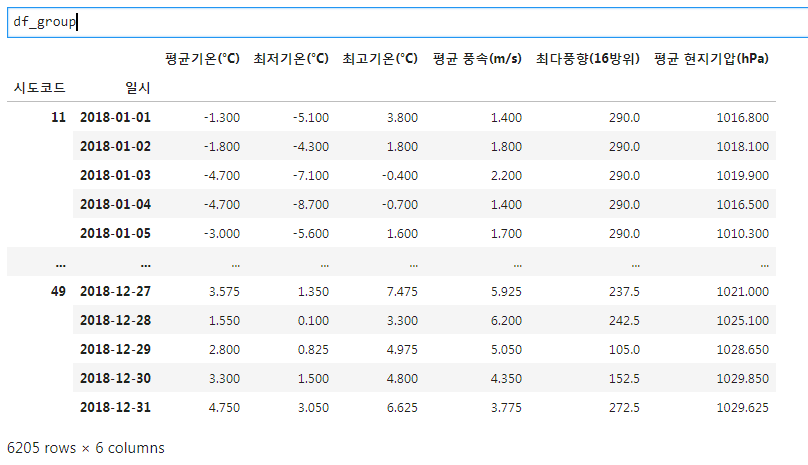 df_group
평균기온(°C) 최저기온(°C) 최고기온(°C) 평균 풍속(m/s) 최다풍향(16방위) 평균 현지기압(hPa)
시도코드 일시
11 2018-01-01 -1.300 -5.100 3.800 1.400 290.0 1016.800
2018-01-02 -1.800 -4.300 1.800 1.800 290.0 1018.100
2018-01-03 -4.700 -7.100 -0.400 2.200 290.0 1019.900
2018-01-04 -4.700 -8.700 -0.700 1.400 290.0 1016.500
2018-01-05 -3.000 -5.600 1.600 1.700 290.0 1010.300
... ... ... ... ... ... ... ...
49 2018-12-27 3.575 1.350 7.475 5.925 237.5 1021.000
2018-12-28 1.550 0.100 3.300 6.200 242.5 1025.100
2018-12-29 2.800 0.825 4.975 5.050 105.0 1028.650
2018-12-30 3.300 1.500 4.800 4.350 152.5 1029.850
2018-12-31 4.750 3.050 6.625 3.775 272.5 1029.625
6205 rows × 6 columns